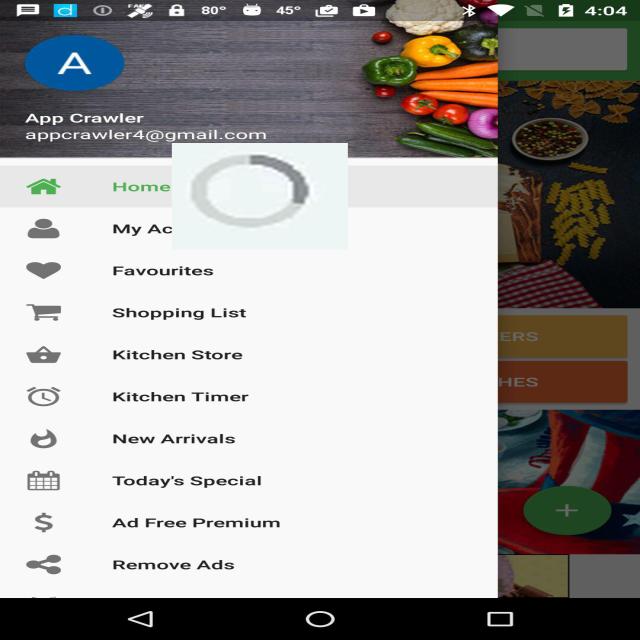 80° 45° 4:04
A
App Crawler
appcrawler4@gmail.com
Home
My Ac
Favourites
Shopping List
Kitchen Store
Kitchen Timer
New Arrivals
Today's Special
Ad Free Premium
Remove Ads
ERS
HES
+